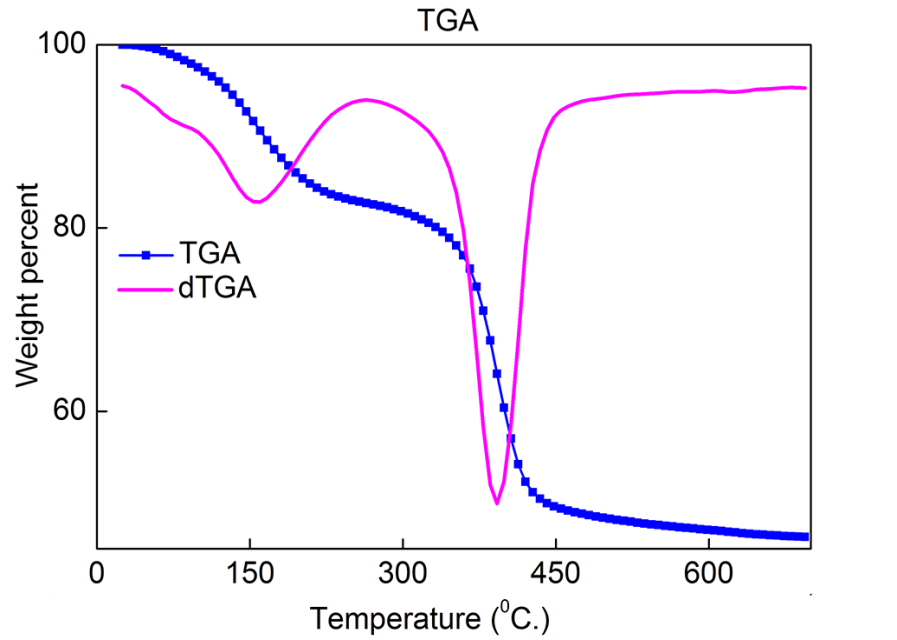 TGA
100
80
60
Weight percent
TGA
dTGA
0 150 300 450 600
Temperature (⁰C.)